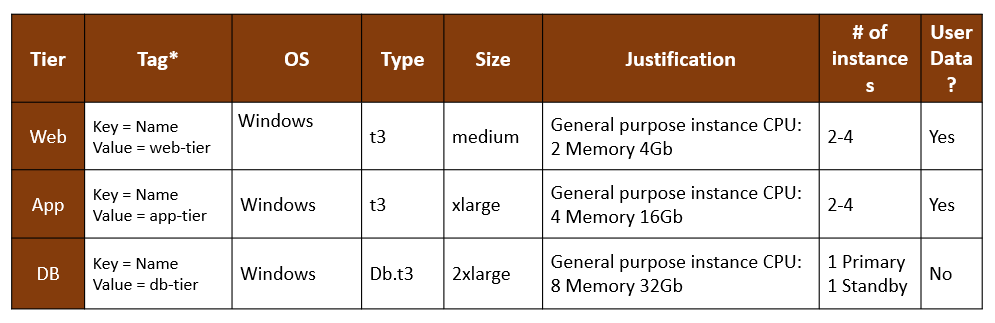 Tier Tag* OS Type Size Justification # of instance s User Data ?
Web
Key = Name
Value = web-tier
Windows
t3
medium
General purpose instance CPU:
2 Memory 4Gb
2-4
Yes
App
Key = Name
Value = app-tier
Windows
t3
xlarge
General purpose instance CPU:
4 Memory 16Gb
2-4
Yes
DB
Key = Name
Value = db-tier
Windows
Db.t3
2xlarge
General purpose instance CPU:
8 Memory 32Gb
1 Primary
1 Standby
No